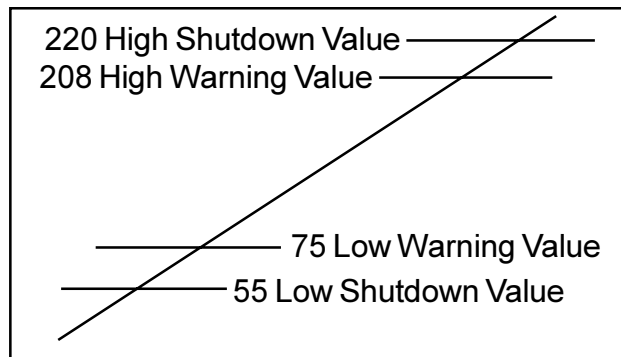 220 High Shutdown Value
208 High Warning Value
75 Low Warning Value
55 Low Shutdown Value